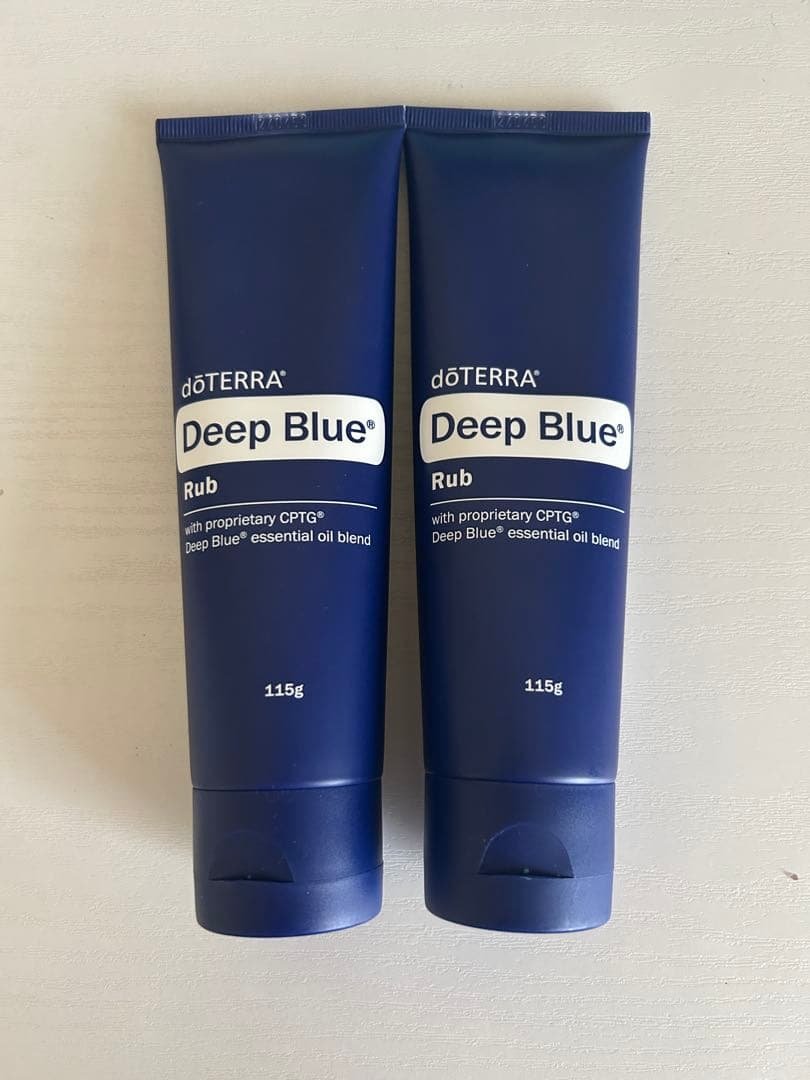 dōTERRA®
Deep Blue®
Rub
with proprietary CPTG®
Deep Blue® essential oil blend
115g
dōTERRA®
Deep Blue®
Rub
with proprietary CPTG®
Deep Blue® essential oil blend
115g